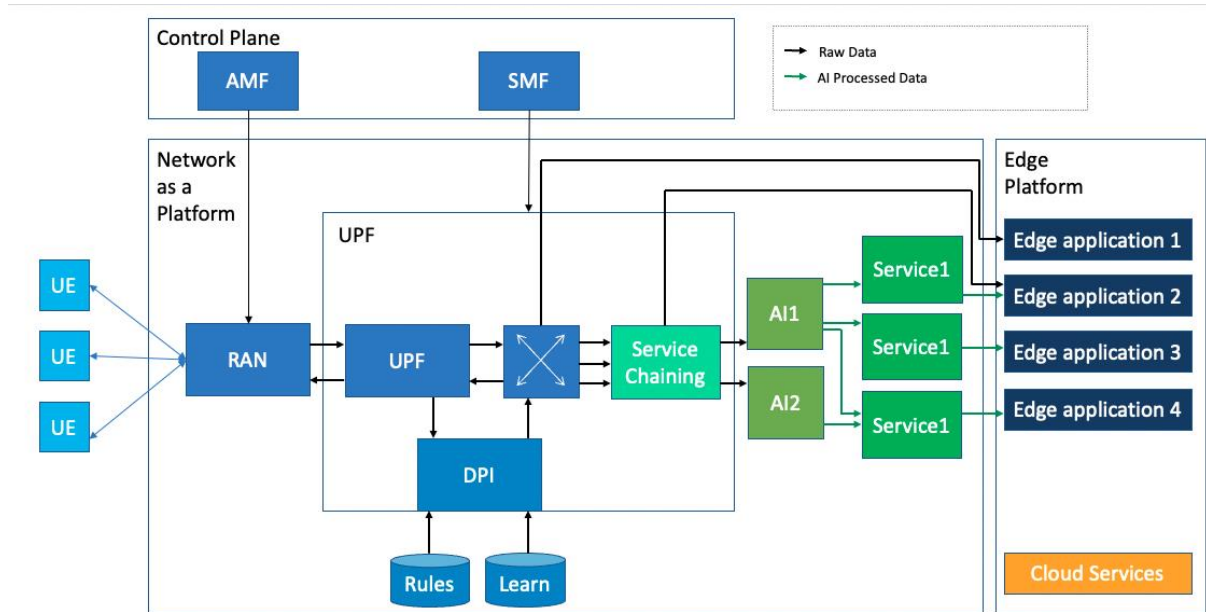 Control Plane
AMF
SMF
Raw Data
AI Processed Data
Network
as a
Platform
Edge
Platform
UPF
Edge application 1
Edge application 2
Edge application 3
Edge application 4
Service1
Service1
Service1
AI1
AI2
UE
UE
UE
RAN
UPF
Service
Chaining
DPI
Rules
Learn
Cloud Services